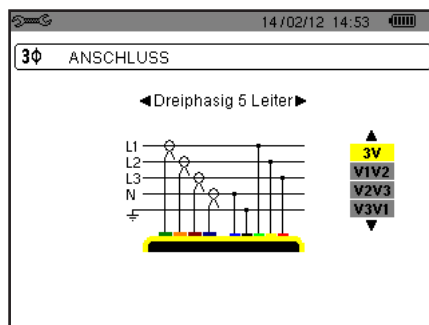 14/02/12 14:53
3Φ ANSCHLUSS
◄Dreiphasig 5 Leiter►
L1
L2
L3
N
3V
V1V2
V2V3
V3V1